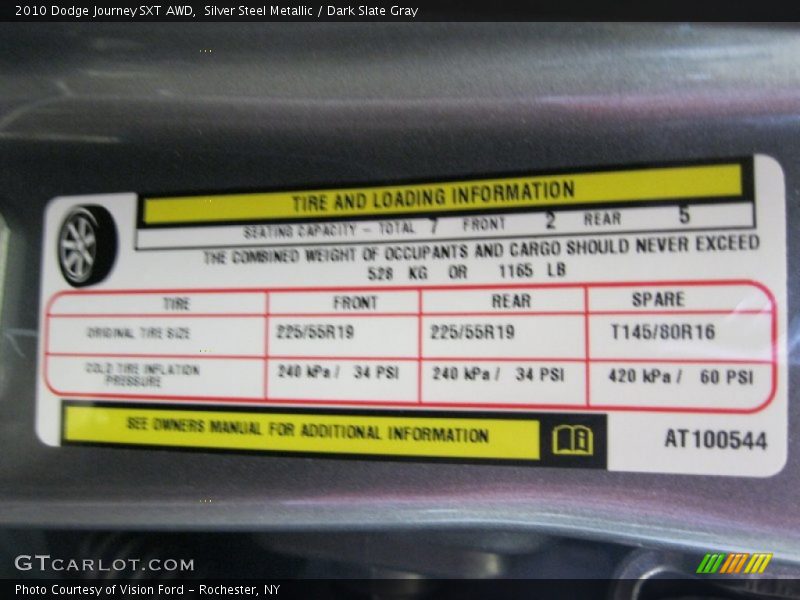 2010 Dodge Journey SXT AWD,  Silver Steel Metallic / Dark Slate Gray
TIRE AND LOADING INFORMATION
SEATING CAPACITY – TOTAL 7 FRONT 2 REAR 5
THE COMBINED WEIGHT OF OCCUPANTS AND CARGO SHOULD NEVER EXCEED
528 KG OR 1165 LB
TIRE FRONT REAR SPARE
ORIGINAL TIRE SIZE 225/55R19 225/55R19 T145/80R16
COLD TIRE INFLATION PRESSURE 240 kPa / 34 PSI 240 kPa / 34 PSI 420 kPa / 60 PSI
SEE OWNERS MANUAL FOR ADDITIONAL INFORMATION
AT100544
GTCARLOT.COM
Photo Courtesy of Vision Ford – Rochester, NY